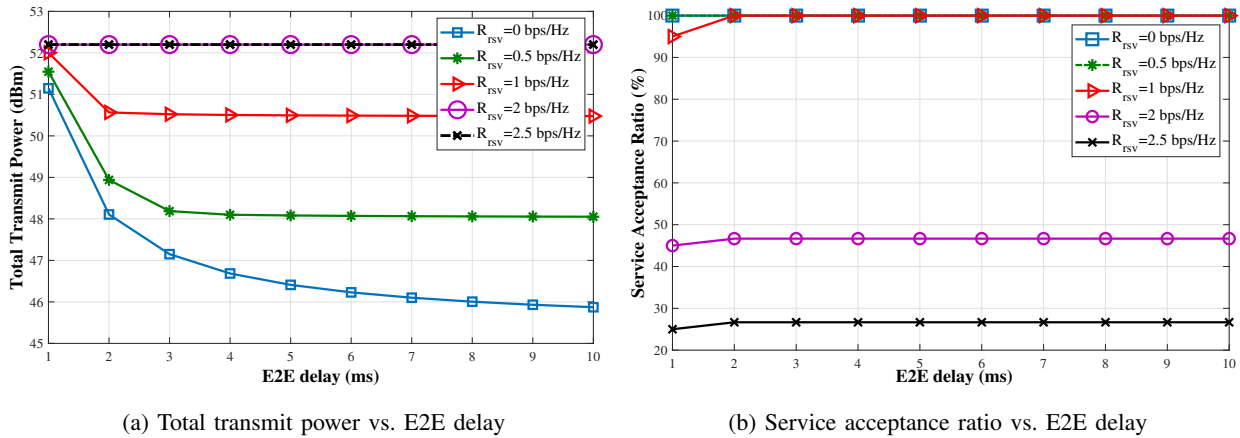 Total Transmit Power (dBm)
53
52
51
50
49
48
47
46
45
1 2 3 4 5 6 7 8 9 10
E2E delay (ms)
R_rsv=0 bps/Hz
R_rsv=0.5 bps/Hz
R_rsv=1 bps/Hz
R_rsv=2 bps/Hz
R_rsv=2.5 bps/Hz
(a) Total transmit power vs. E2E delay
Service Acceptance Ratio (%)
100
90
80
70
60
50
40
30
20
1 2 3 4 5 6 7 8 9 10
E2E delay (ms)
R_rsv=0 bps/Hz
R_rsv=0.5 bps/Hz
R_rsv=1 bps/Hz
R_rsv=2 bps/Hz
R_rsv=2.5 bps/Hz
(b) Service acceptance ratio vs. E2E delay